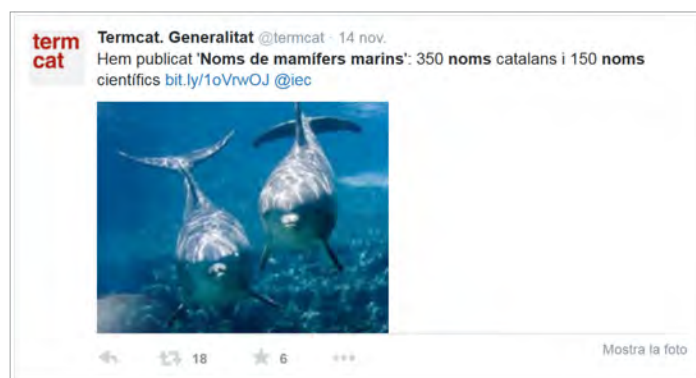 term
cat
Termcat. Generalitat @termcat · 14 nov.
Hem publicat 'Noms de mamífers marins': 350 noms catalans i 150 noms
científics bit.ly/1oVrwOJ @iec
18
6
Mostra la foto